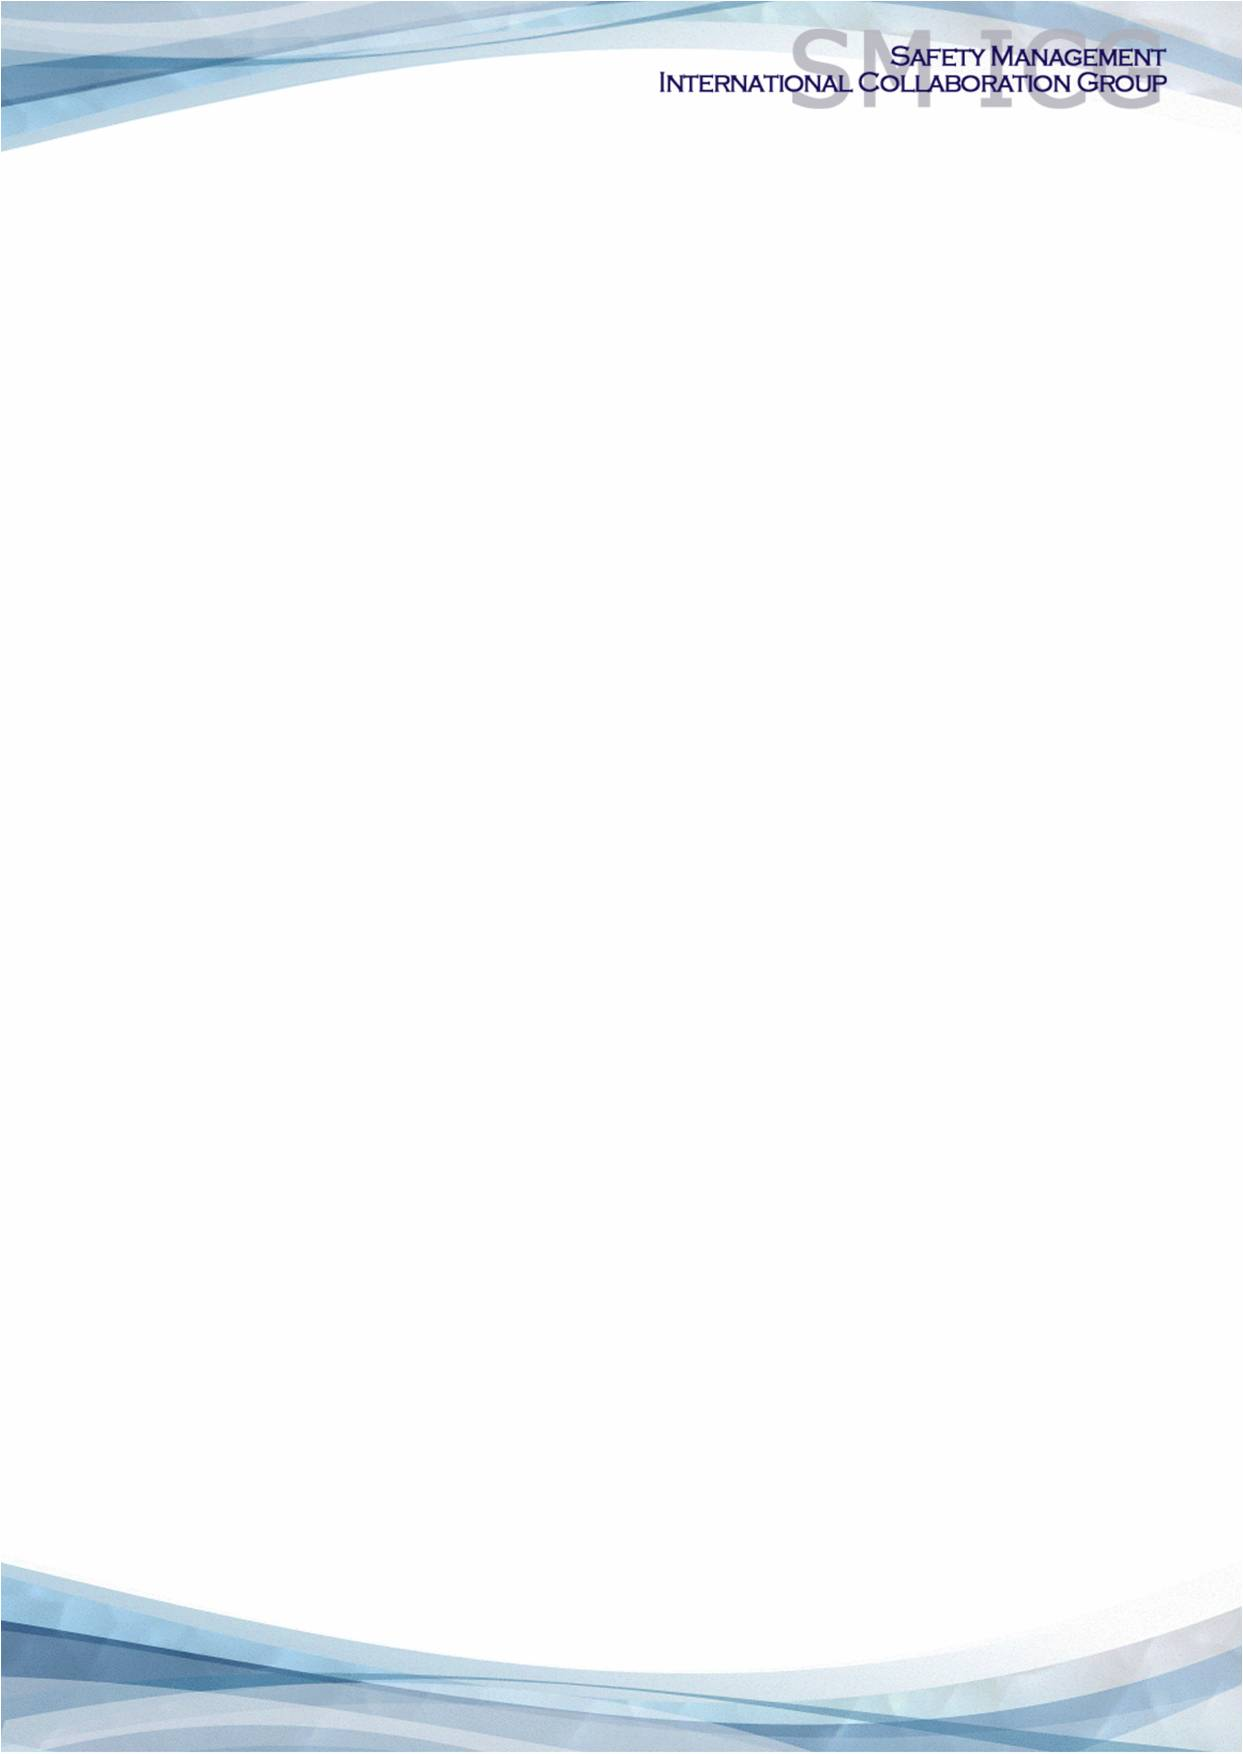 SM ICG
SAFETY MANAGEMENT
INTERNATIONAL COLLABORATION GROUP